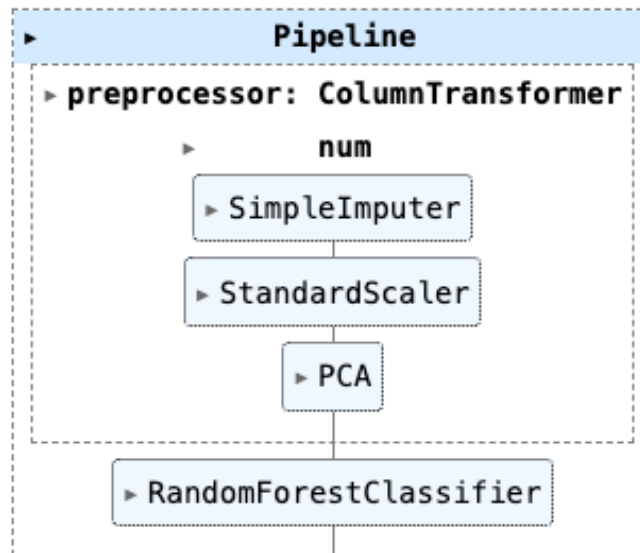 Pipeline
preprocessor: ColumnTransformer
num
SimpleImputer
StandardScaler
PCA
RandomForestClassifier